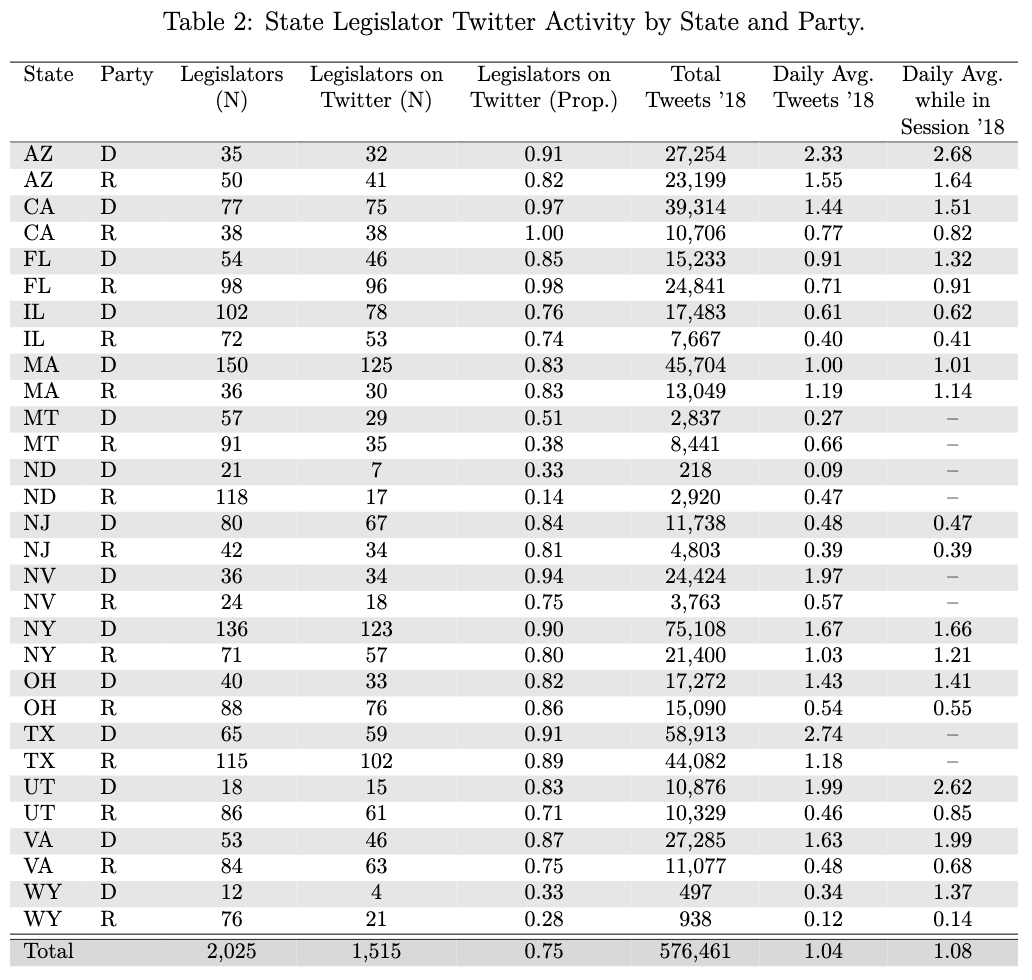 Table 2: State Legislator Twitter Activity by State and Party.
State Party Legislators Legislators on Legislators on Total Daily Avg. Daily Avg.
(N) Twitter (N) Twitter (Prop.) Tweets ’18 Tweets ’18 while in
Session ’18
AZ D 35 32 0.91 27,254 2.33 2.68
AZ R 50 41 0.82 23,199 1.55 1.64
CA D 77 75 0.97 39,314 1.44 1.51
CA R 38 38 1.00 10,706 0.77 0.82
FL D 54 46 0.85 15,233 0.91 1.32
FL R 98 96 0.98 24,841 0.71 0.91
IL D 102 78 0.76 17,483 0.61 0.62
IL R 72 53 0.74 7,667 0.40 0.41
MA D 150 125 0.83 45,704 1.00 1.01
MA R 36 30 0.83 13,049 1.19 1.14
MT D 57 29 0.51 2,837 0.27 –
MT R 91 35 0.38 8,441 0.66 –
ND D 21 7 0.33 218 0.09 –
ND R 118 17 0.14 2,920 0.47 –
NJ D 80 67 0.84 11,738 0.48 0.47
NJ R 42 34 0.81 4,803 0.39 0.39
NV D 36 34 0.94 24,424 1.97 –
NV R 24 18 0.75 3,763 0.57 –
NY D 136 123 0.90 75,108 1.67 1.66
NY R 71 57 0.80 21,400 1.03 1.21
OH D 40 33 0.82 17,272 1.43 1.41
OH R 88 76 0.86 15,090 0.54 0.55
TX D 65 59 0.91 58,913 2.74 –
TX R 115 102 0.89 44,082 1.18 –
UT D 18 15 0.83 10,876 1.99 2.62
UT R 86 61 0.71 10,329 0.46 0.85
VA D 53 46 0.87 27,285 1.63 1.99
VA R 84 63 0.75 11,077 0.48 0.68
WY D 12 4 0.33 497 0.34 1.37
WY R 76 21 0.28 938 0.12 0.14
Total 2,025 1,515 0.75 576,461 1.04 1.08